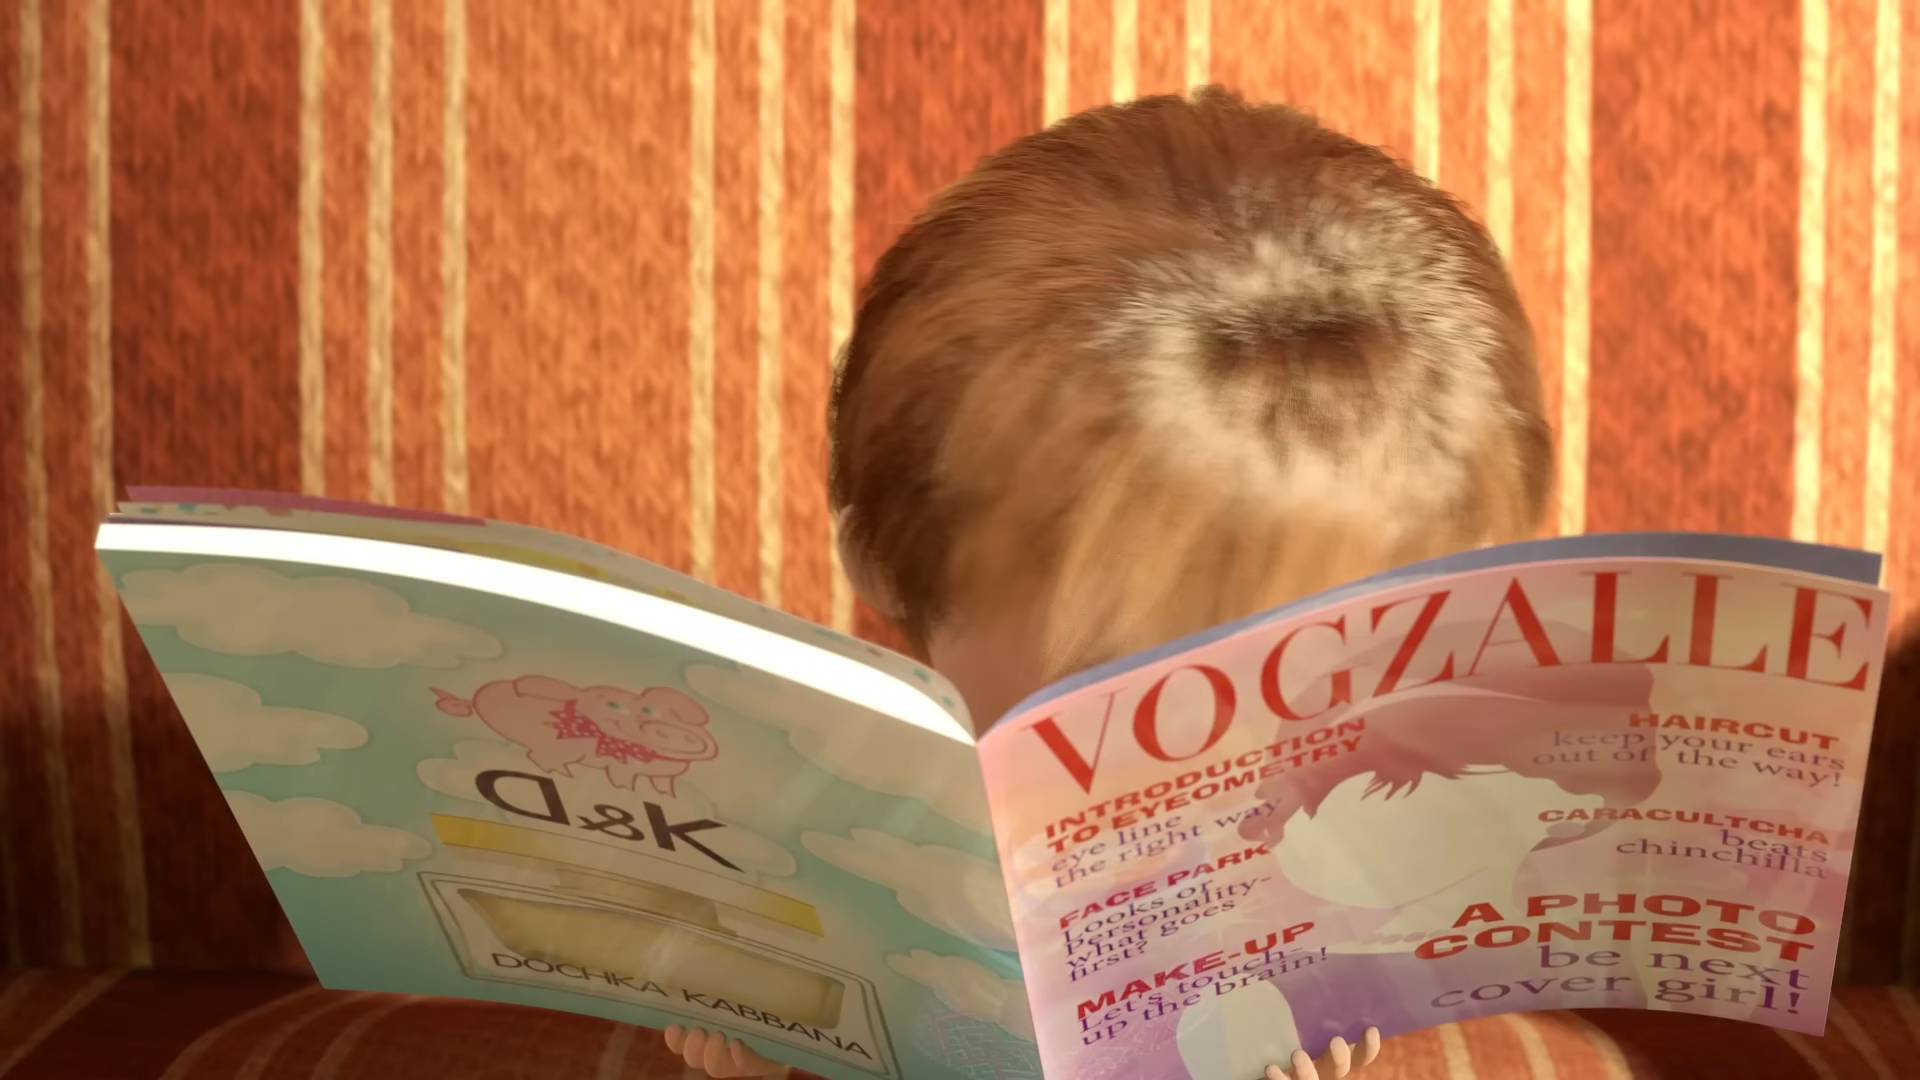 D&K
DOCHKA KABBANA
VOGZALLE
INTRODUCTION
TO EYEOMETRY
eye line
the right way
FACE PARK
Looks or
personality-
what goes
first?
MAKE-UP
Let's touch-
up the brain!
HAIRCUT
keep your ears
out of the way!
CARACULTCHA
beats
chinchilla
A PHOTO
CONTEST
be next
cover girl!